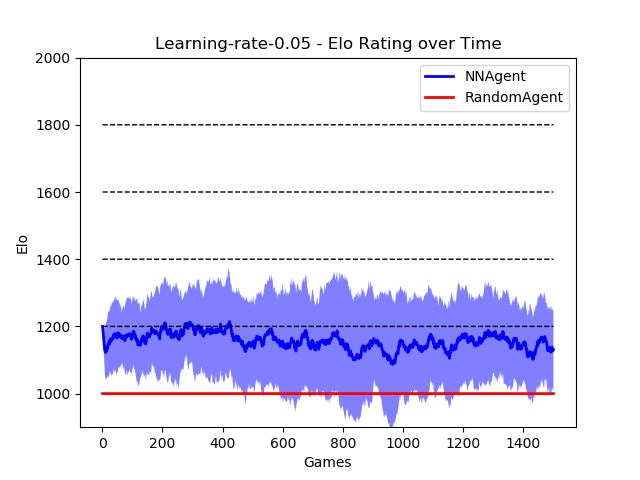 Learning-rate-0.05 - Elo Rating over Time
NNAgent
RandomAgent
2000
1800
1600
1400
1200
1000
Elo
0 200 400 600 800 1000 1200 1400
Games